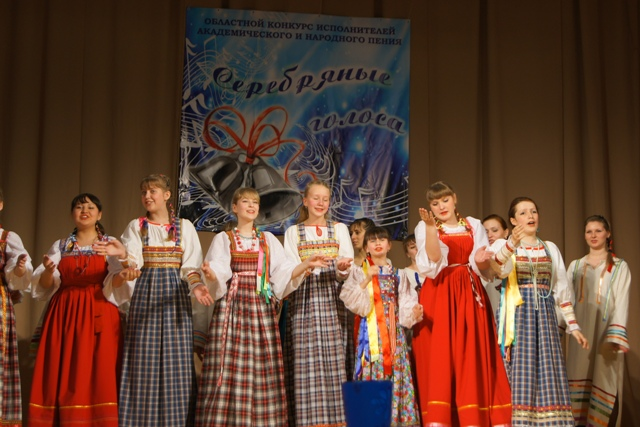 ОБЛАСТНОЙ КОНКУРС ИСПОЛНИТЕЛЕЙ
АКАДЕМИЧЕСКОГО И НАРОДНОГО ПЕНИЯ
Серебряные
голоса